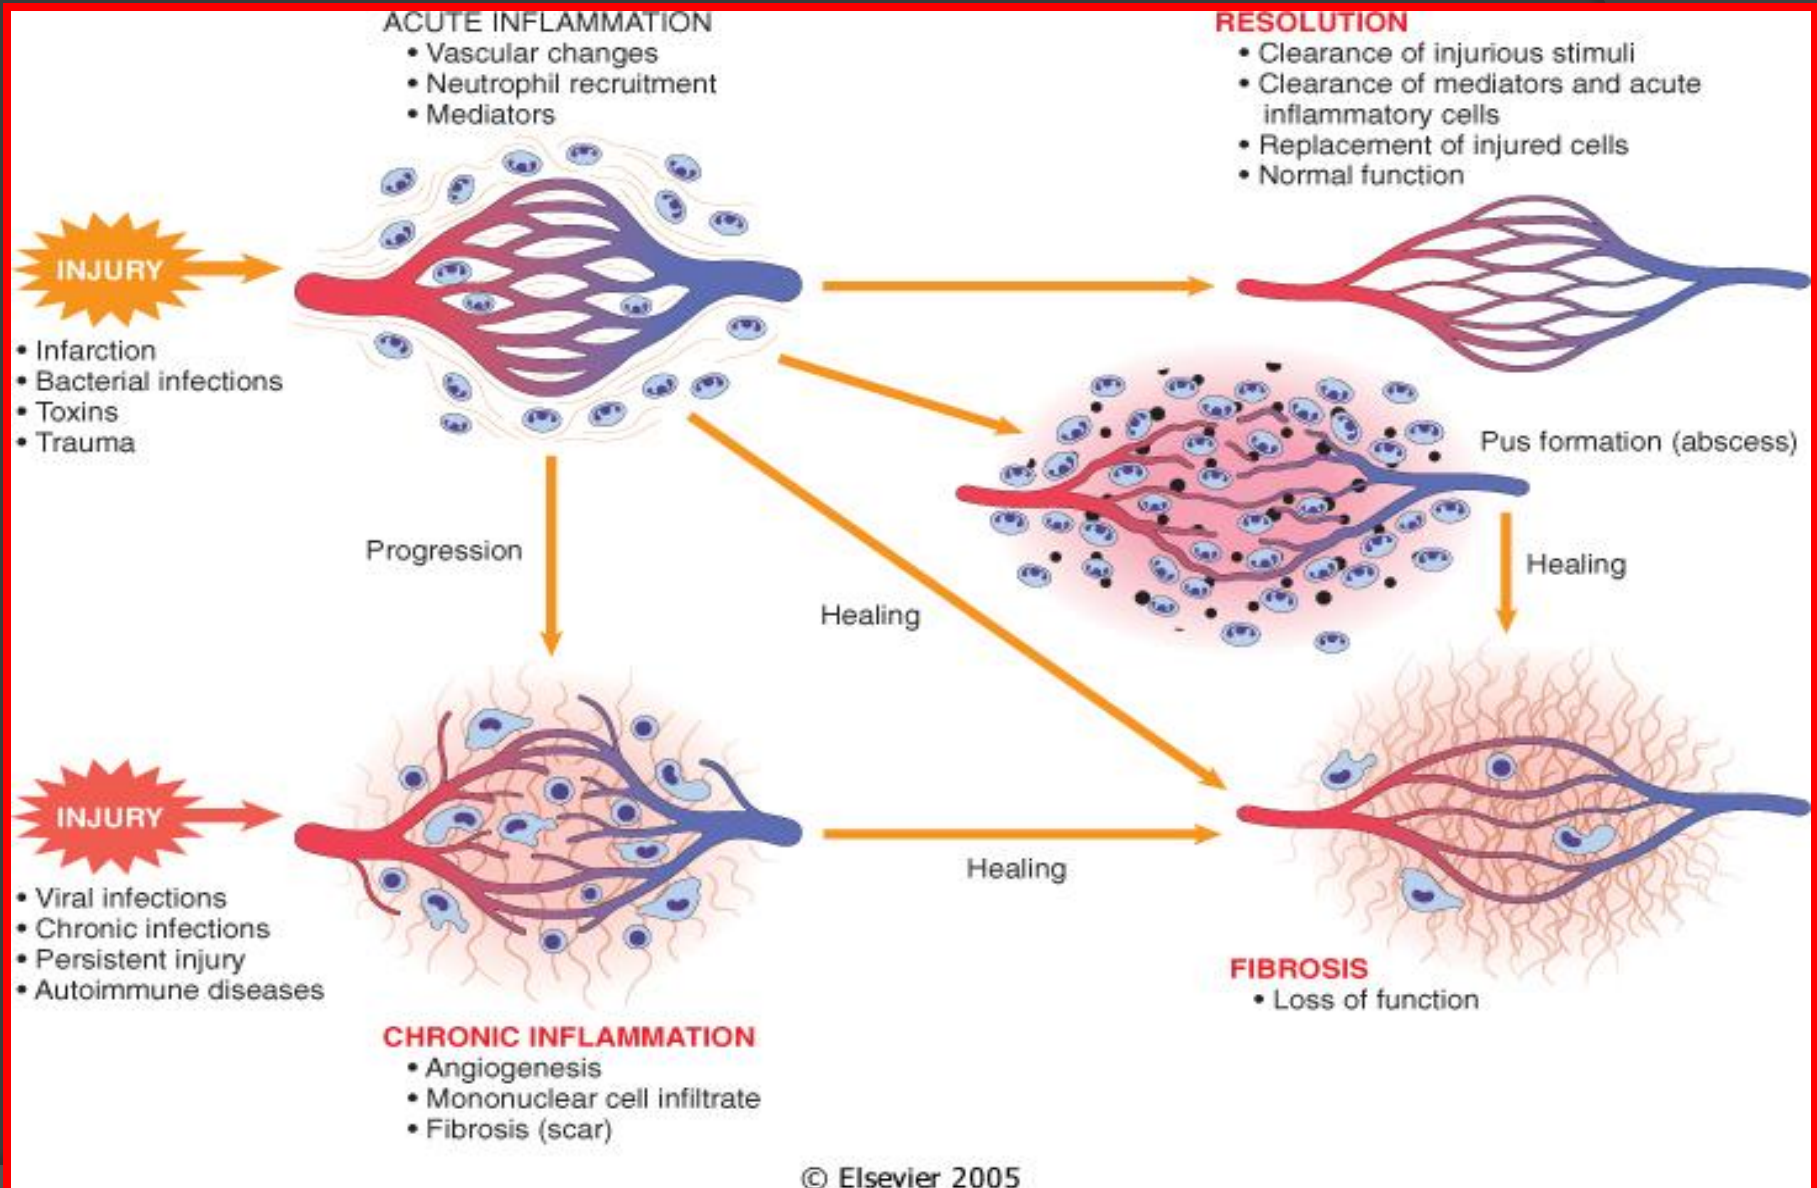 ACUTE INFLAMMATION
• Vascular changes
• Neutrophil recruitment
• Mediators
RESOLUTION
• Clearance of injurious stimuli
• Clearance of mediators and acute
inflammatory cells
• Replacement of injured cells
• Normal function
INJURY
• Infarction
• Bacterial infections
• Toxins
• Trauma
Pus formation (abscess)
Progression
Healing
Healing
INJURY
• Viral infections
• Chronic infections
• Persistent injury
• Autoimmune diseases
Healing
CHRONIC INFLAMMATION
• Angiogenesis
• Mononuclear cell infiltrate
• Fibrosis (scar)
FIBROSIS
• Loss of function
© Elsevier 2005